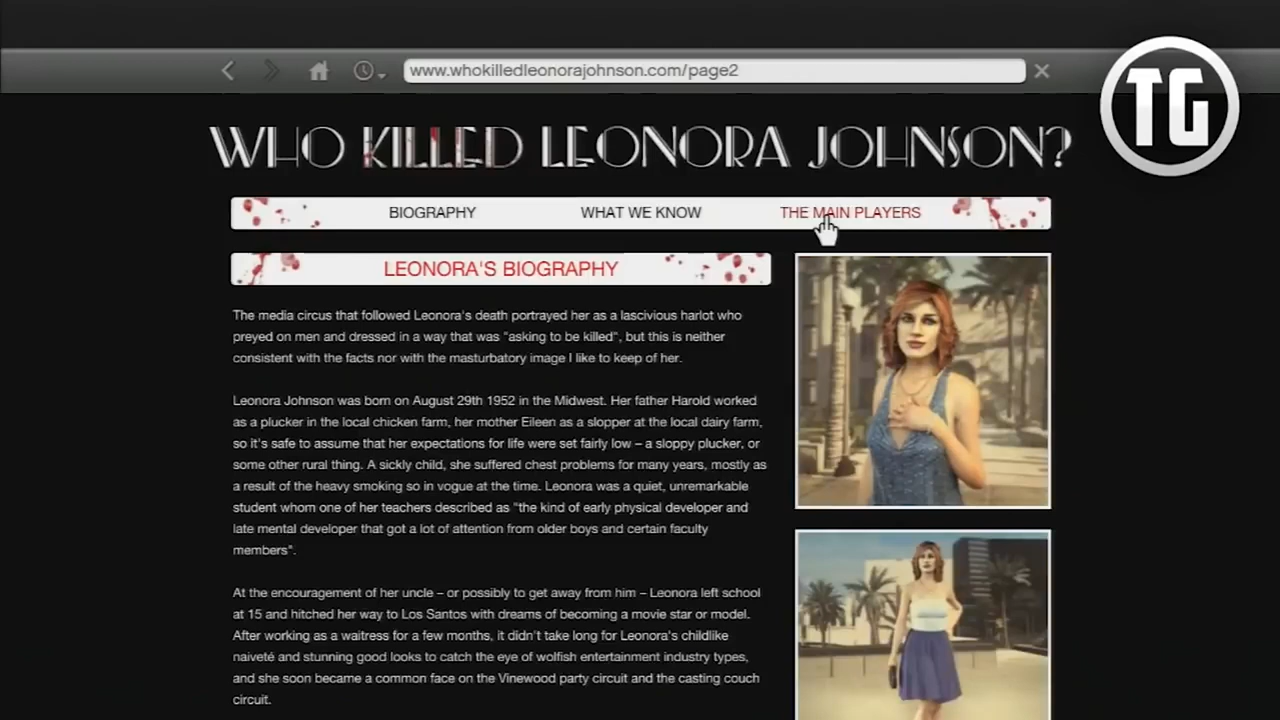 www.whokilledleonorajohnson.com/page2
TG
WHO KILLED LEONORA JOHNSON?
BIOGRAPHY WHAT WE KNOW THE MAIN PLAYERS
LEONORA'S BIOGRAPHY
The media circus that followed Leonora's death portrayed her as a lascivious harlot who
preyed on men and dressed in a way that was "asking to be killed", but this is neither
consistent with the facts nor with the masturbatory image I like to keep of her.
Leonora Johnson was born on August 29th 1952 in the Midwest. Her father Harold worked
as a plucker in the local chicken farm, her mother Eileen as a slopper at the local dairy farm,
so it's safe to assume that her expectations for life were set fairly low – a sloppy plucker, or
some other rural thing. A sickly child, she suffered chest problems for many years, mostly as
a result of the heavy smoking so in vogue at the time. Leonora was a quiet, unremarkable
student whom one of her teachers described as "the kind of early physical developer and
late mental developer that got a lot of attention from older boys and certain faculty
members".
At the encouragement of her uncle – or possibly to get away from him – Leonora left school
at 15 and hitched her way to Los Santos with dreams of becoming a movie star or model.
After working as a waitress for a few months, it didn't take long for Leonora's childlike
naiveté and stunning good looks to catch the eye of wolfish entertainment industry types,
and she soon became a common face on the Vinewood party circuit and the casting couch
circuit.